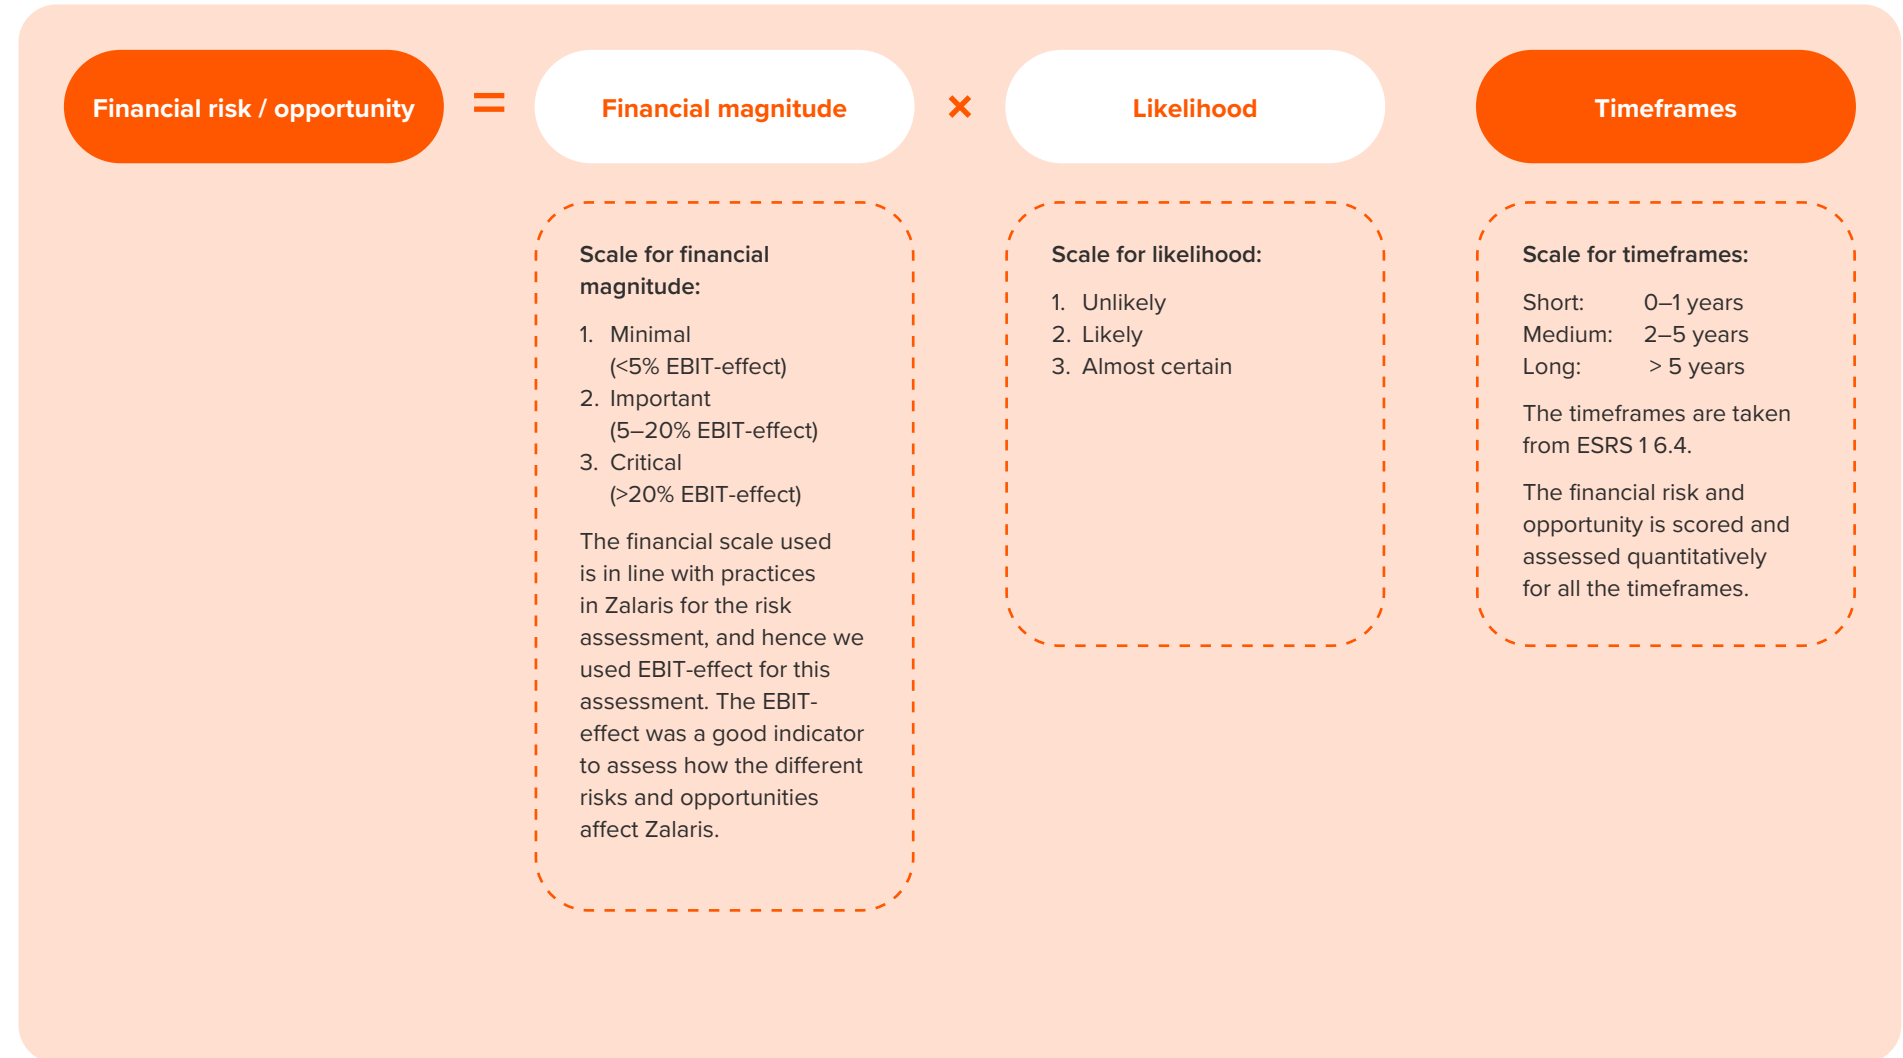 Financial risk / opportunity
=
Financial magnitude
×
Likelihood
Timeframes
Scale for financial
magnitude:
1. Minimal
(<5% EBIT-effect)
2. Important
(5–20% EBIT-effect)
3. Critical
(>20% EBIT-effect)
The financial scale used
is in line with practices
in Zalaris for the risk
assessment, and hence we
used EBIT-effect for this
assessment. The EBIT-
effect was a good indicator
to assess how the different
risks and opportunities
affect Zalaris.
Scale for likelihood:
1. Unlikely
2. Likely
3. Almost certain
Scale for timeframes:
Short: 0–1 years
Medium: 2–5 years
Long: > 5 years
The timeframes are taken
from ESRS 1 6.4.
The financial risk and
opportunity is scored and
assessed quantitatively
for all the timeframes.